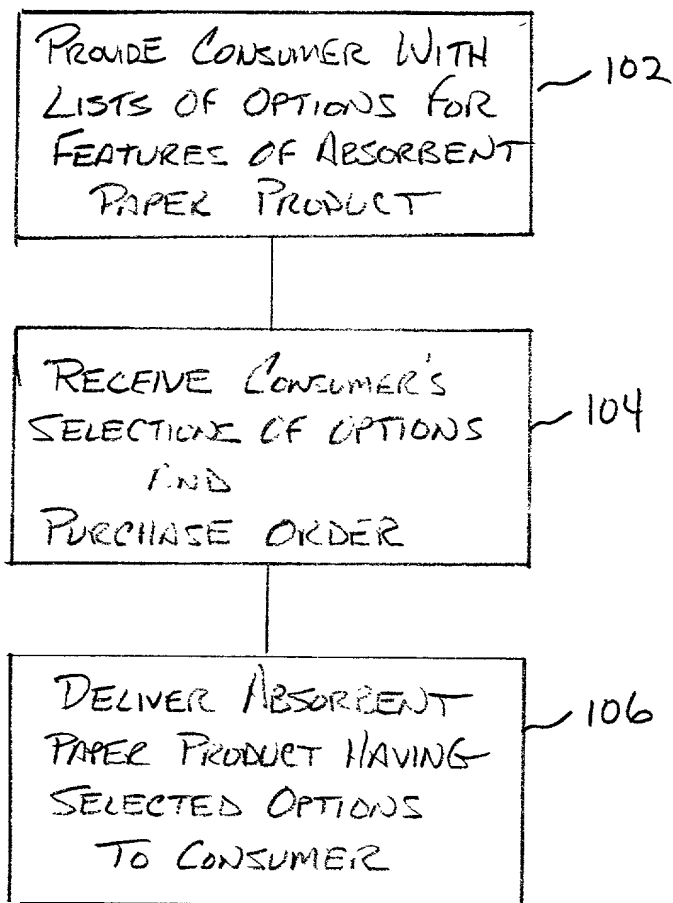 PROVIDE CONSUMER WITH
LISTS OF OPTIONS FOR
FEATURES OF ABSORBENT
PAPER PRODUCT
102
RECEIVE CONSUMER'S
SELECTIONS OF OPTIONS
AND
PURCHASE ORDER
104
DELIVER ABSORBENT
PAPER PRODUCT HAVING
SELECTED OPTIONS
TO CONSUMER
106